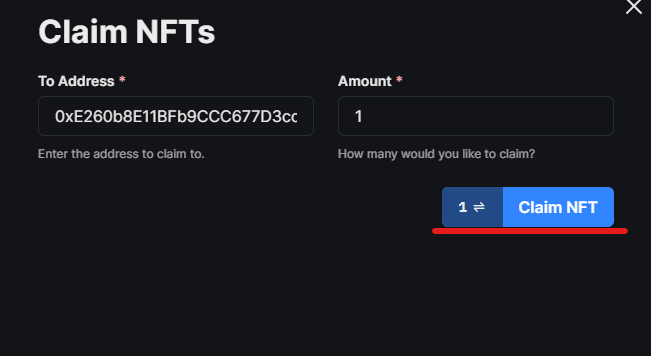 Claim NFTs
To Address *
Amount *
0xE260b8E11BFb9CCC677D3cc
1
Enter the address to claim to.
How many would you like to claim?
1 ⇌ Claim NFT